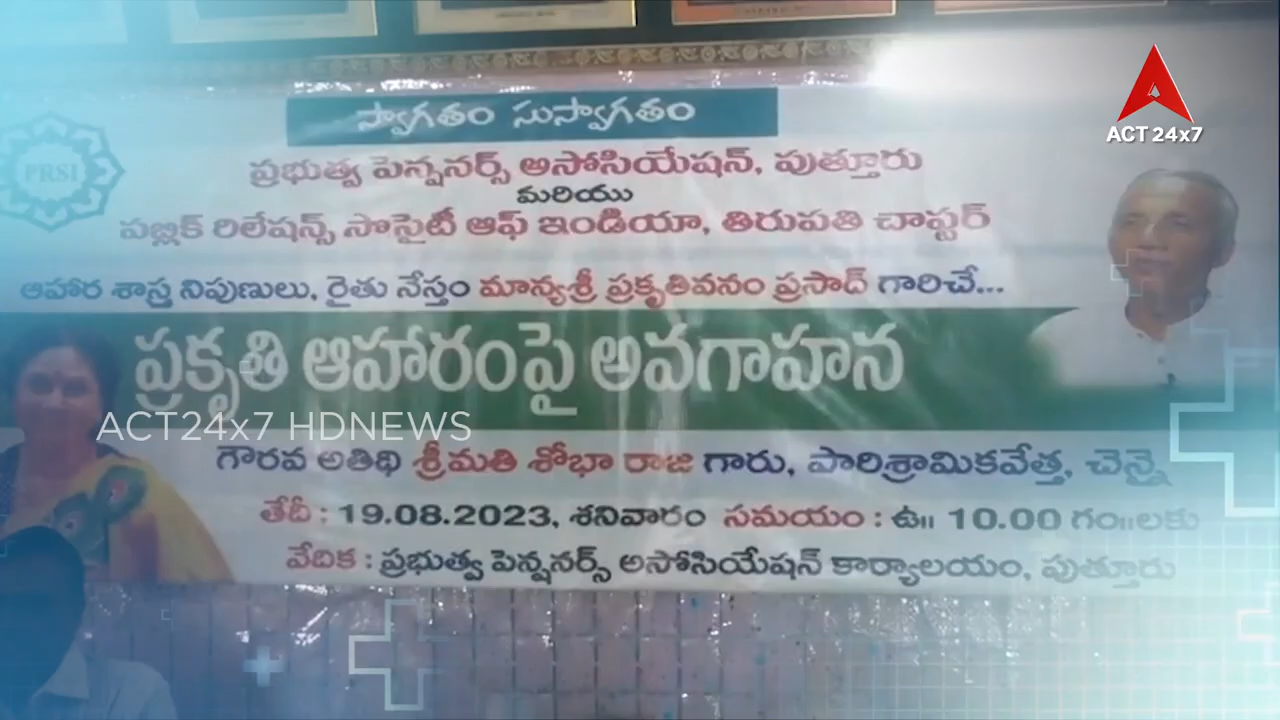 ACT 24x7
స్వాగతం సుస్వాగతం
PRSI
ప్రభుత్వ పెన్షనర్స్ అసోసియేషన్, పుత్తూరు
మరియు
పబ్లిక్ రిలేషన్స్ సొసైటీ ఆఫ్ ఇండియా, తిరుపతి చాప్టర్
ఆహార శాస్త్ర నిపుణులు, రైతు నేస్తం మాన్యశ్రీ ప్రకృతివనం ప్రసాద్ గారిచే...
ప్రకృతి ఆహారంపై అవగాహన
ACT24x7 HDNEWS
గౌరవ అతిథి శ్రీమతి శోభా రాజు గారు, పారిశ్రామికవేత్త, చెన్నై
తేదీ : 19.08.2023, శనివారం సమయం : ఉ॥ 10.00 గం॥లకు
వేదిక : ప్రభుత్వ పెన్షనర్స్ అసోసియేషన్ కార్యాలయం, పుత్తూరు